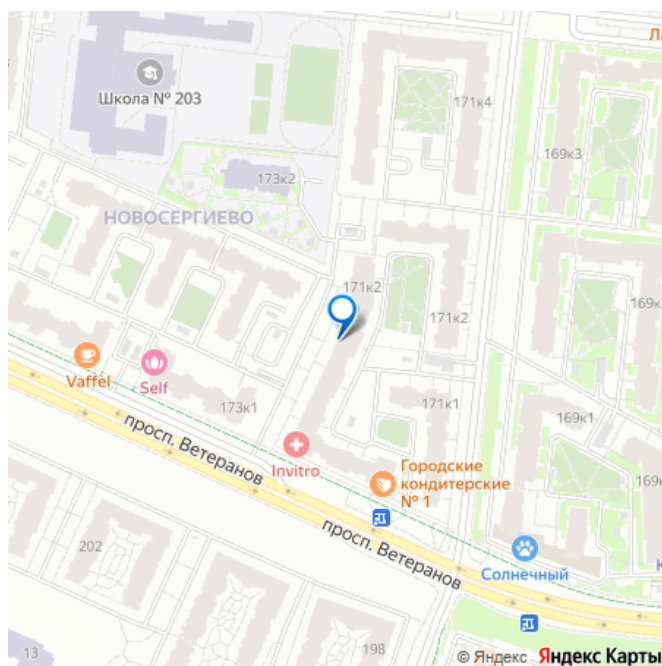 Ла
171к4
Школа № 203
169к3
173к2
НОВОСЕРГИЕВО
171к2
171к2
Vaffel
Self
173к1
171к1
169к1
просп. Ветеранов
Invitro
Городские
кондитерские
№ 1
169к
просп. Ветеранов
202
Солнечный
К
13
198
© Яндекс Яндекс Карты